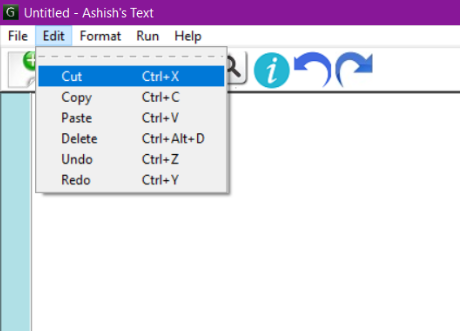 G Untitled - Ashish's Text
File Edit Format Run Help
i
Cut Ctrl+X
Copy Ctrl+C
Paste Ctrl+V
Delete Ctrl+Alt+D
Undo Ctrl+Z
Redo Ctrl+Y